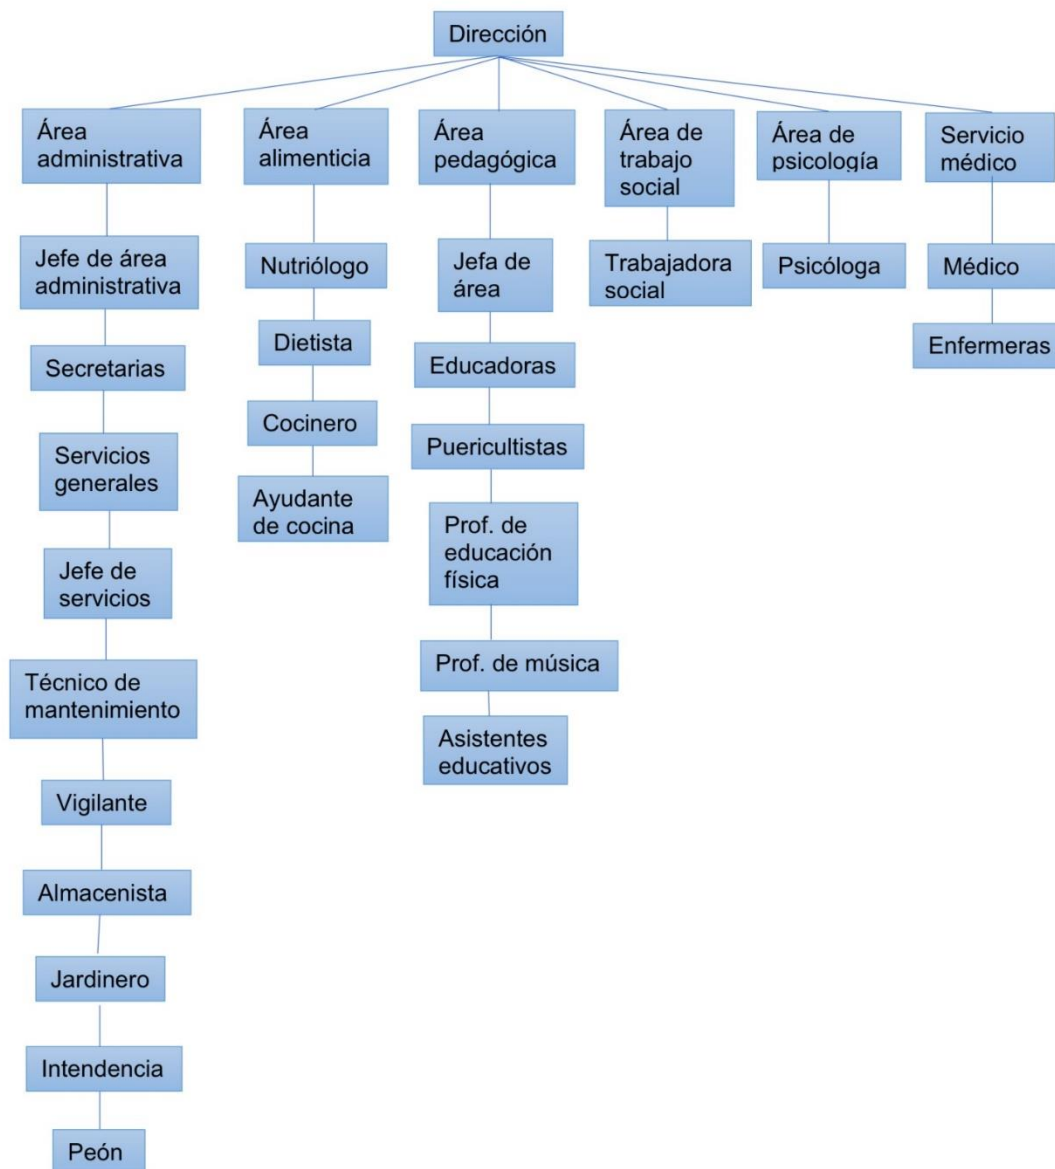 Dirección
Área
administrativa
Jefe de área
administrativa
Secretarias
Servicios
generales
Jefe de
servicios
Técnico de
mantenimiento
Vigilante
Almacenista
Jardinero
Intendencia
Peón
Área
alimenticia
Nutriólogo
Dietista
Cocinero
Ayudante
de cocina
Área
pedagógica
Jefa de
área
Educadoras
Puericultistas
Prof. de
educación
física
Prof. de música
Asistentes
educativos
Área de
trabajo
social
Trabajadora
social
Área de
psicología
Psicóloga
Servicio
médico
Médico
Enfermeras